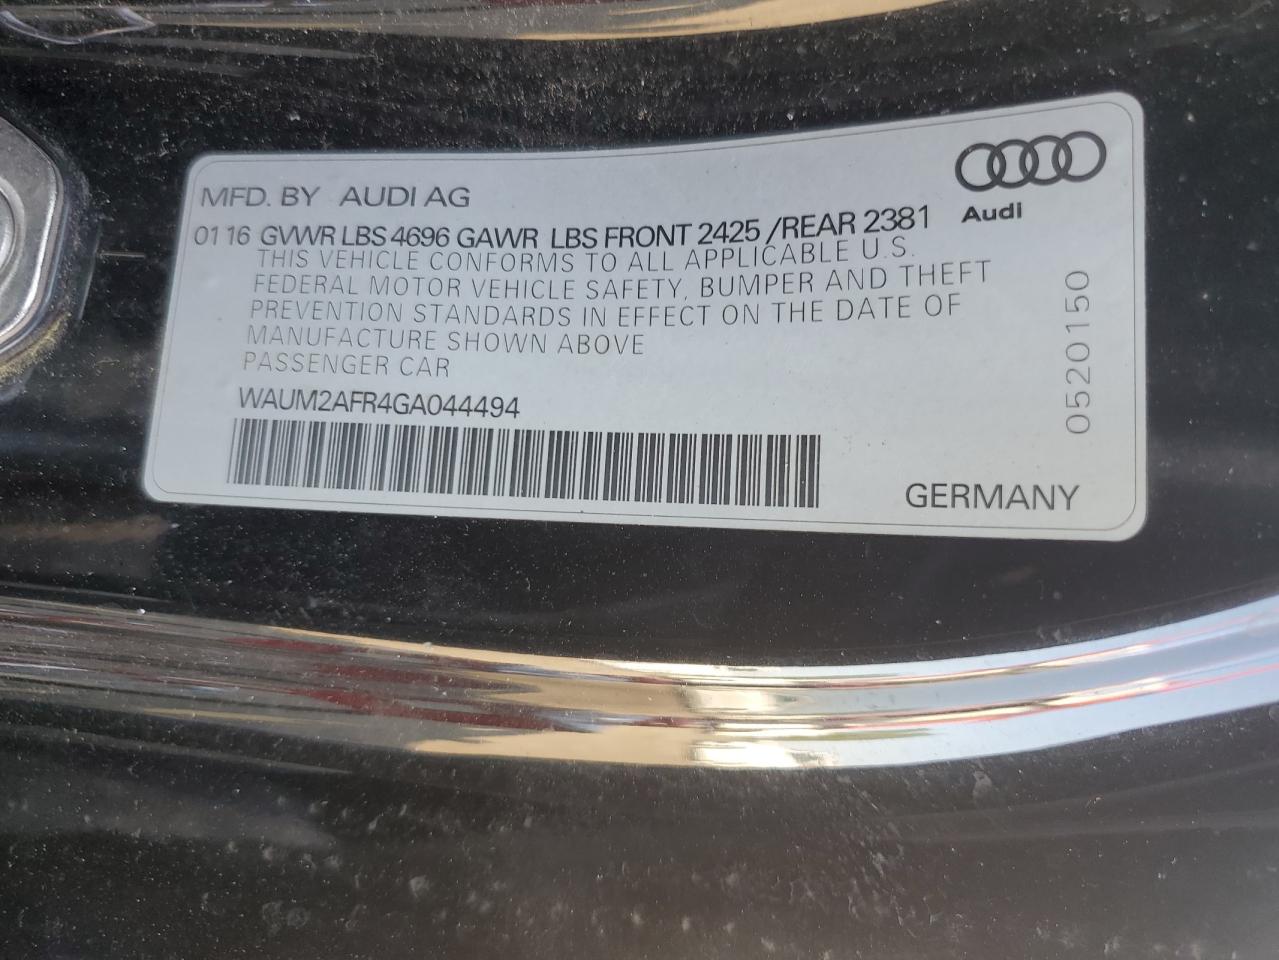 MFD. BY AUDI AG
Audi
01 16 GVWR LBS 4696 GAWR LBS FRONT 2425 /REAR 2381
THIS VEHICLE CONFORMS TO ALL APPLICABLE U.S.
FEDERAL MOTOR VEHICLE SAFETY, BUMPER AND THEFT
PREVENTION STANDARDS IN EFFECT ON THE DATE OF
MANUFACTURE SHOWN ABOVE
PASSENGER CAR
WAUM2AFR4GA044494
05220150
GERMANY